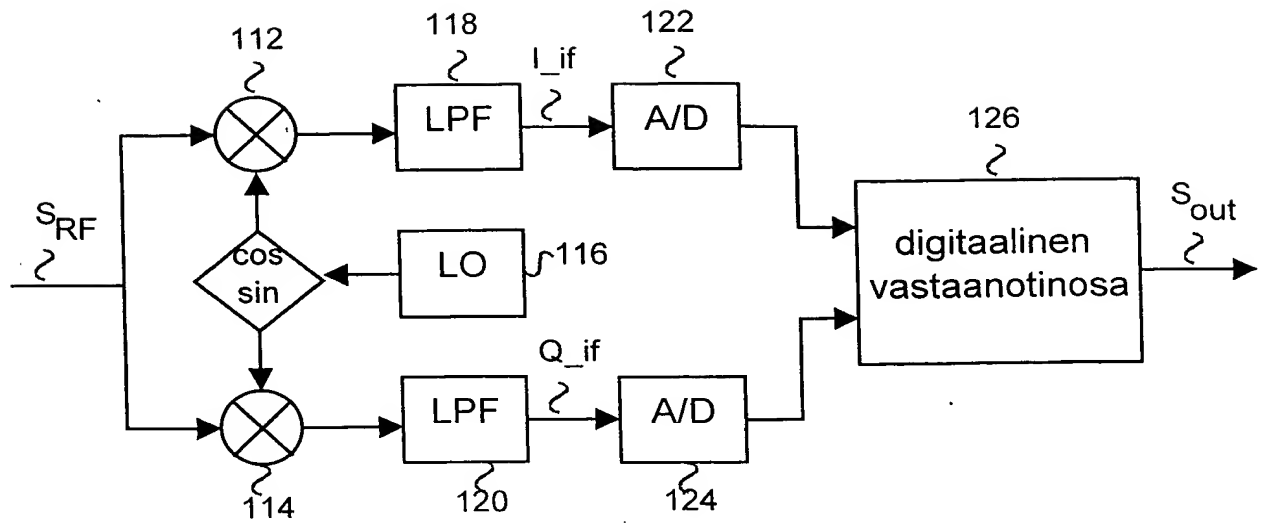 112
118
I_if
122
LPF
A/D
126
S_RF
cos
sin
LO
116
digitaalinen
vastaanotinosa
S_out
Q_if
LPF
A/D
114
120
124